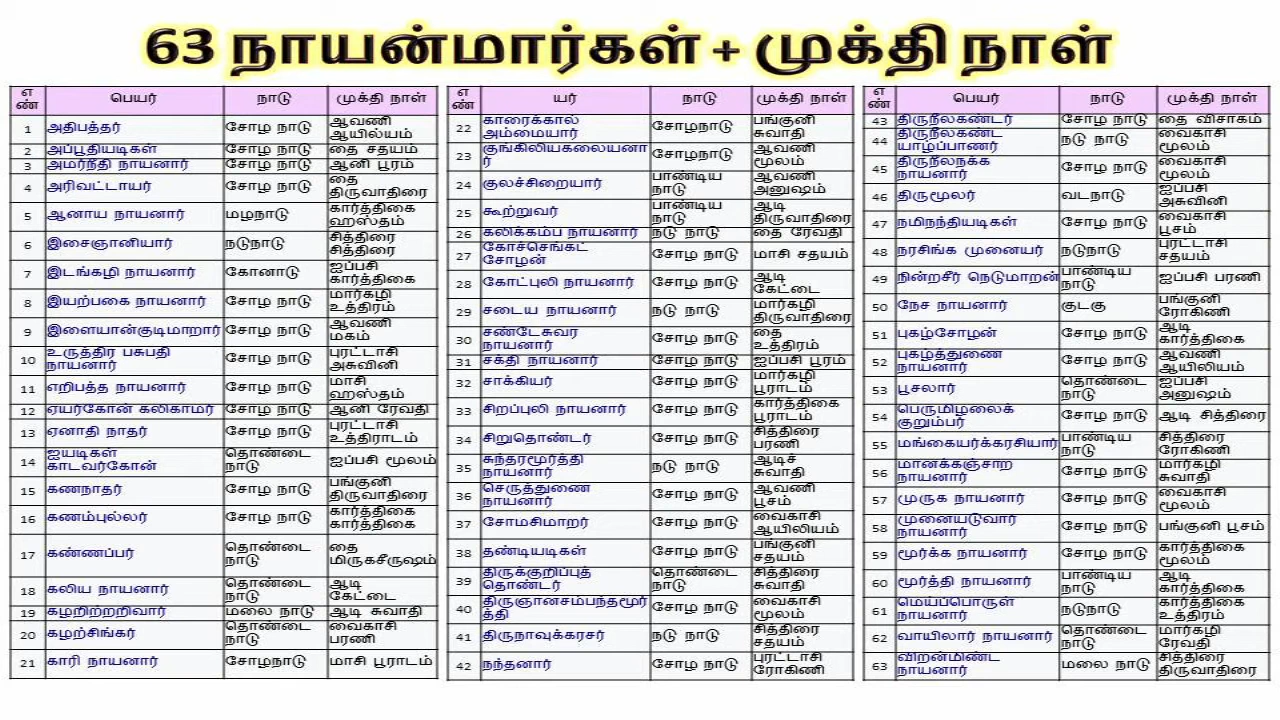 63 நாயன்மார்கள் + முக்தி நாள்
எண் பெயர் நாடு முக்தி நாள்
1 அதிபத்தர் சோழ நாடு ஆவணி ஆயில்யம்
2 அப்பூதியடிகள் சோழ நாடு தை சதயம்
3 அமர்நீதி நாயனார் சோழ நாடு ஆனி பூரம்
4 அரிவட்டாயர் சோழ நாடு தை திருவாதிரை
5 ஆனாய நாயனார் மழநாடு கார்த்திகை ஹஸ்தம்
6 இசைஞானியார் நடுநாடு சித்திரை சித்திரை
7 இடங்கழி நாயனார் கோனாடு ஐப்பசி கார்த்திகை
8 இயற்பகை நாயனார் சோழ நாடு மார்கழி உத்திரம்
9 இளையான்குடிமாறார் சோழ நாடு ஆவணி மகம்
10 உருத்திர பசுபதி நாயனார் சோழ நாடு புரட்டாசி அசுவினி
11 எறிபத்த நாயனார் சோழ நாடு மாசி ஹஸ்தம்
12 ஏயர்கோன் கலிகாமர் சோழ நாடு ஆனி ரேவதி
13 ஏனாதி நாதர் சோழ நாடு புரட்டாசி உத்திராடம்
14 ஐயடிகள் காடவர்கோன் தொண்டை நாடு ஐப்பசி மூலம்
15 கணநாதர் சோழ நாடு பங்குனி திருவாதிரை
16 கணம்புல்லர் சோழ நாடு கார்த்திகை கார்த்திகை
17 கண்ணப்பர் தொண்டை நாடு தை மிருகசீருஷம்
18 கலிய நாயனார் தொண்டை நாடு ஆடி கேட்டை
19 கழறிற்றறிவார் மலை நாடு ஆடி சுவாதி
20 கழற்சிங்கர் தொண்டை நாடு வைகாசி பரணி
21 காரி நாயனார் சோழநாடு மாசி பூராடம்
எண் யர் நாடு முக்தி நாள்
22 காரைக்கால் அம்மையார் சோழநாடு பங்குனி சுவாதி
23 குங்கிலியகலையனார் சோழநாடு ஆவணி மூலம்
24 குலச்சிறையார் பாண்டிய நாடு ஆவணி அனுஷம்
25 கூற்றுவர் பாண்டிய நாடு ஆடி திருவாதிரை
26 கலிக்கம்ப நாயனார் நடு நாடு தை ரேவதி
27 கோச்செங்கட் சோழன் சோழ நாடு மாசி சதயம்
28 கோட்புலி நாயனார் சோழ நாடு ஆடி கேட்டை
29 சடைய நாயனார் நடு நாடு மார்கழி திருவாதிரை
30 சண்டேசுவர நாயனார் சோழ நாடு தை உத்திரம்
31 சக்தி நாயனார் சோழ நாடு ஐப்பசி பூரம்
32 சாக்கியர் சோழ நாடு மார்கழி பூராடம்
33 சிறப்புலி நாயனார் சோழ நாடு கார்த்திகை பூராடம்
34 சிறுதொண்டர் சோழ நாடு சித்திரை பரணி
35 சுந்தரமூர்த்தி நாயனார் நடு நாடு ஆடிச் சுவாதி
36 செருத்துணை நாயனார் சோழ நாடு ஆவணி பூசம்
37 சோமசிமாறர் சோழ நாடு வைகாசி ஆயிலியம்
38 தண்டியடிகள் சோழ நாடு பங்குனி சதயம்
39 திருக்குறிப்புத் தொண்டர் தொண்டை நாடு சித்திரை சுவாதி
40 திருஞானசம்பந்தமூர்த்தி சோழ நாடு வைகாசி மூலம்
41 திருநாவுக்கரசர் நடு நாடு சித்திரை சதயம்
42 நந்தனார் சோழ நாடு புரட்டாசி ரோகிணி
எண் பெயர் நாடு முக்தி நாள்
43 திருநீலகண்டர் சோழ நாடு தை விசாகம்
44 திருநீலகண்ட யாழ்ப்பாணர் நடு நாடு வைகாசி மூலம்
45 திருநீலநக்க நாயனார் சோழ நாடு வைகாசி மூலம்
46 திருமூலர் வடநாடு ஐப்பசி அசுவினி
47 நமிநந்தியடிகள் சோழ நாடு வைகாசி பூசம்
48 நரசிங்க முனையர் நடுநாடு புரட்டாசி சதயம்
49 நின்றசீர் நெடுமாறன் பாண்டிய நாடு ஐப்பசி பரணி
50 நேச நாயனார் குடகு பங்குனி ரோகிணி
51 புகழ்சோழன் சோழ நாடு ஆடி கார்த்திகை
52 புகழ்த்துணை நாயனார் சோழ நாடு ஆவணி ஆயிலியம்
53 பூசலார் தொண்டை நாடு ஐப்பசி அனுஷம்
54 பெருமிழலைக் குறும்பர் சோழ நாடு ஆடி சித்திரை
55 மங்கையர்க்கரசியார் பாண்டிய நாடு சித்திரை ரோகிணி
56 மானக்கஞ்சாற நாயனார் சோழ நாடு மார்கழி சுவாதி
57 முருக நாயனார் சோழ நாடு வைகாசி மூலம்
58 முனையடுவார் நாயனார் சோழ நாடு பங்குனி பூசம்
59 மூர்க்க நாயனார் சோழ நாடு கார்த்திகை மூலம்
60 மூர்த்தி நாயனார் பாண்டிய நாடு ஆடி கார்த்திகை
61 மெய்ப்பொருள் நாயனார் நடுநாடு கார்த்திகை உத்திரம்
62 வாயிலார் நாயனார் தொண்டை நாடு மார்கழி ரேவதி
63 விறன்மிண்ட நாயனார் மலை நாடு சித்திரை திருவாதிரை